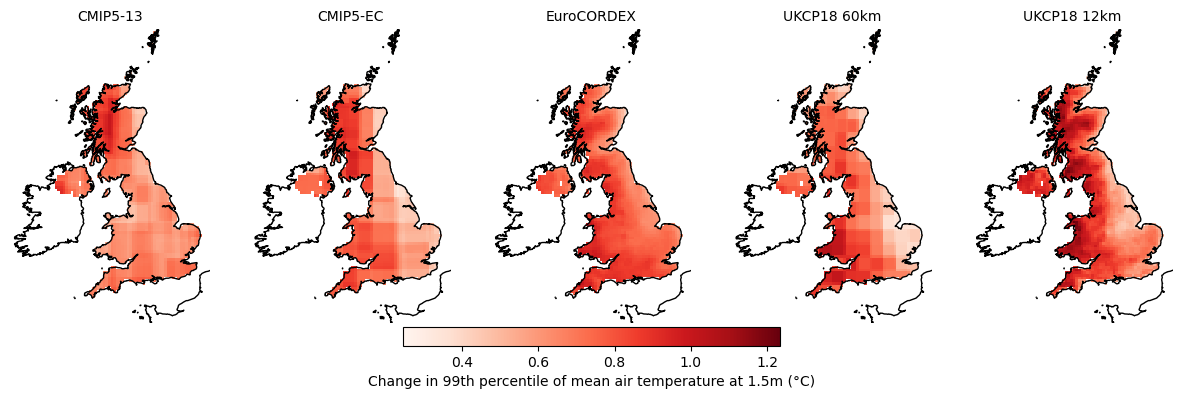 CMIP5-13 CMIP5-EC EuroCORDEX UKCP18 60km UKCP18 12km
0.4 0.6 0.8 1.0 1.2
Change in 99th percentile of mean air temperature at 1.5m (°C)